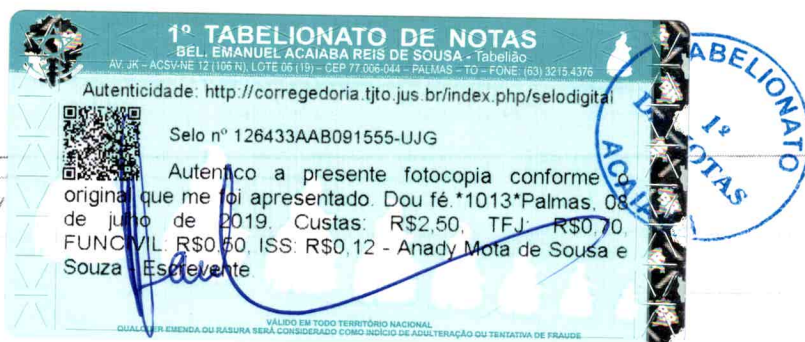 1º TABELIONATO DE NOTAS
BEL. EMANUEL ACAIABA REIS DE SOUSA - Tabelião
AV. JK – ACSV-NE 12 (106 N), LOTE 06 (19) – CEP 77.006-044 – PALMAS – TO – FONE: (63) 3215.4376
Autenticidade: http://corregedoria.tjto.jus.br/index.php/selodigital
Selo nº 126433AAB091555-UJG
Autentico a presente fotocopia conforme o
original que me foi apresentado. Dou fé.*1013*Palmas, 08
de de 2019. Custas: R$2,50, TFJ: R$0,70,
FUNCIVIL: R$0,50, ISS: R$0,12 - Anady Mota de Sousa e
Souza - Escrevente
VÁLIDO EM TODO TERRITÓRIO NACIONAL
QUALQUER EMENDA OU RASURA SERÁ CONSIDERADO COMO INDÍCIO DE ADULTERAÇÃO OU TENTATIVA DE FRAUDE
TABELIONATO
1º
DE NOTAS